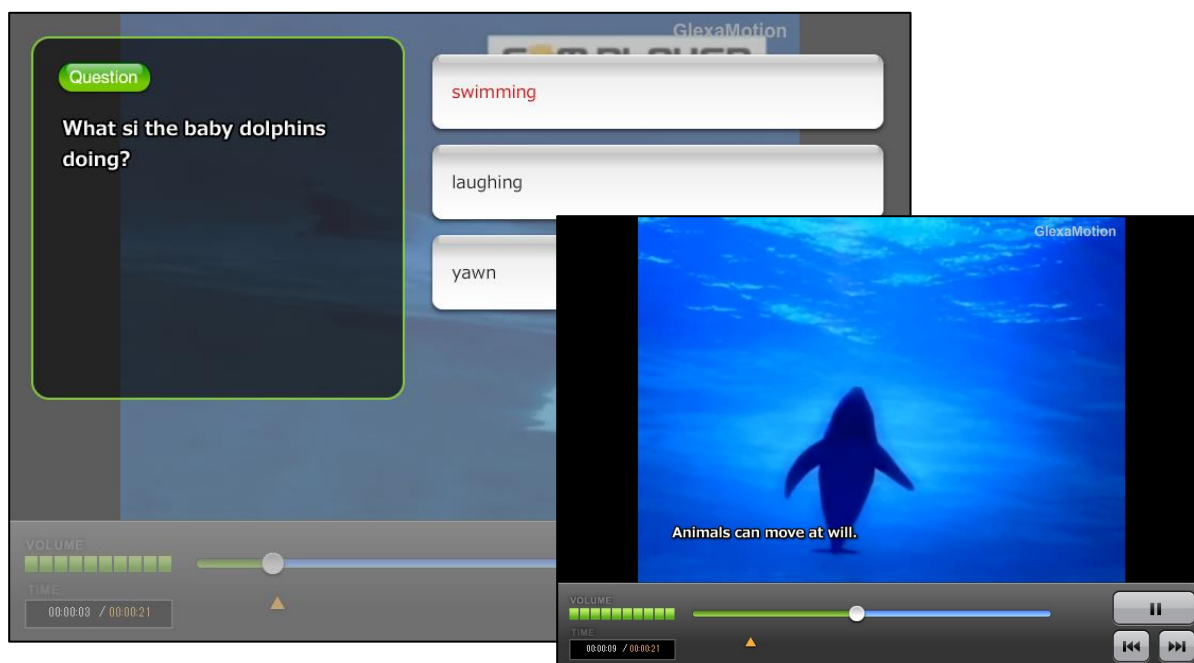 GlexaMotion
Question
What si the baby dolphins
doing?
swimming
laughing
yawn
VOLUME
TIME
00:00:03 / 00:00:21
GlexaMotion
Animals can move at will.
VOLUME
TIME
00:00:09 / 00:00:21